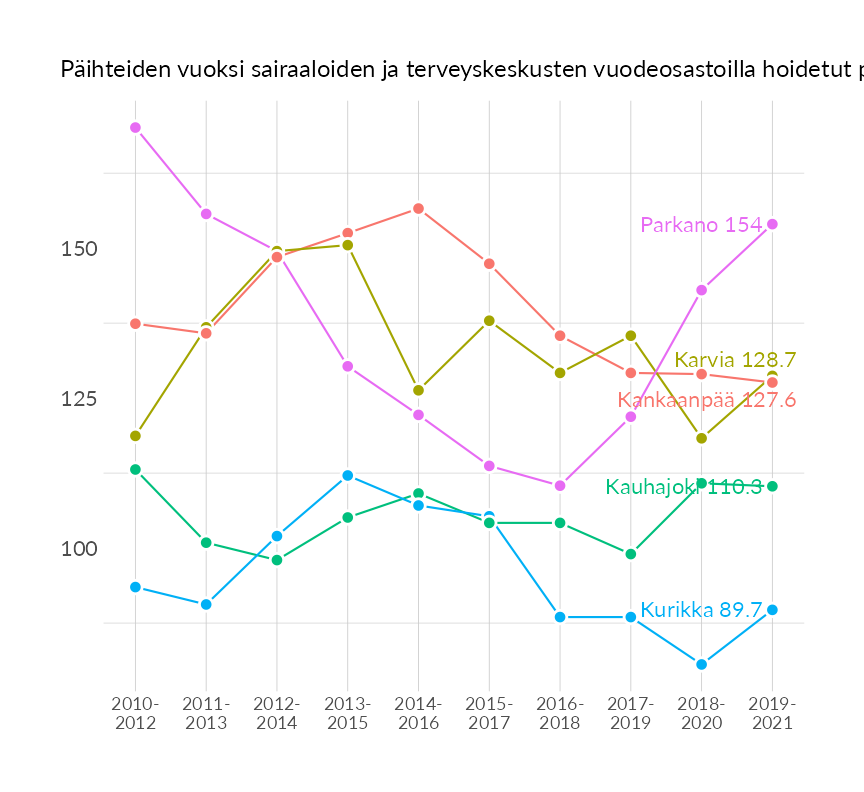 Päihteiden vuoksi sairaaloiden ja terveyskeskusten vuodeosastoilla hoidetut
150
125
100
Parkano 154
Karvia 128.7
Kankaanpää 127.6
Kauhajoki 110.3
Kurikka 89.7
2010- 2011- 2012- 2013- 2014- 2015- 2016- 2017- 2018- 2019-
2012 2013 2014 2015 2016 2017 2018 2019 2020 2021